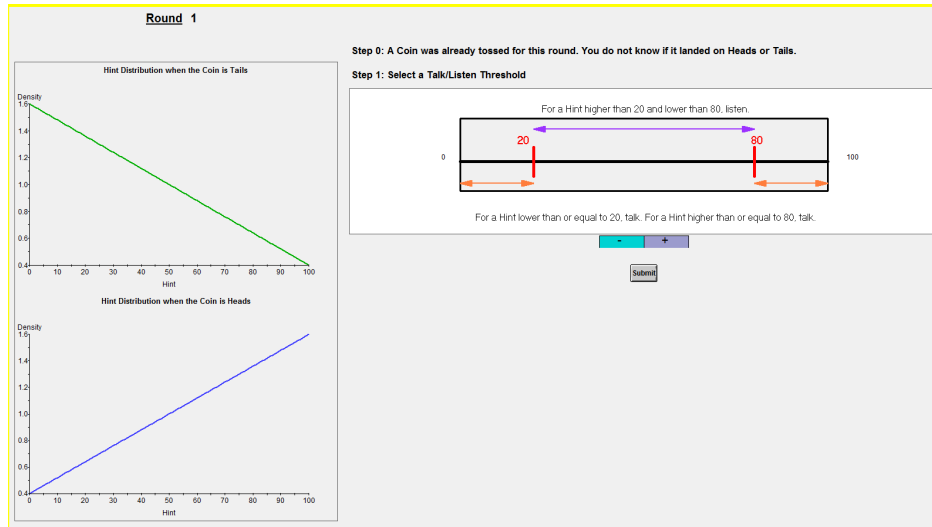 Round 1
Step 0: A Coin was already tossed for this round. You do not know if it landed on Heads or Tails.
Step 1: Select a Talk/Listen Threshold
Hint Distribution when the Coin is Tails
Density
1.6
1.4
1.2
1.0
0.8
0.6
0.4
0 10 20 30 40 50 60 70 80 90 100
Hint
Hint Distribution when the Coin is Heads
Density
1.6
1.4
1.2
1.0
0.8
0.6
0.4
0 10 20 30 40 50 60 70 80 90 100
Hint
For a Hint higher than 20 and lower than 80, listen.
20 80
0 100
For a Hint lower than or equal to 20, talk. For a Hint higher than or equal to 80, talk.
- +
Submit